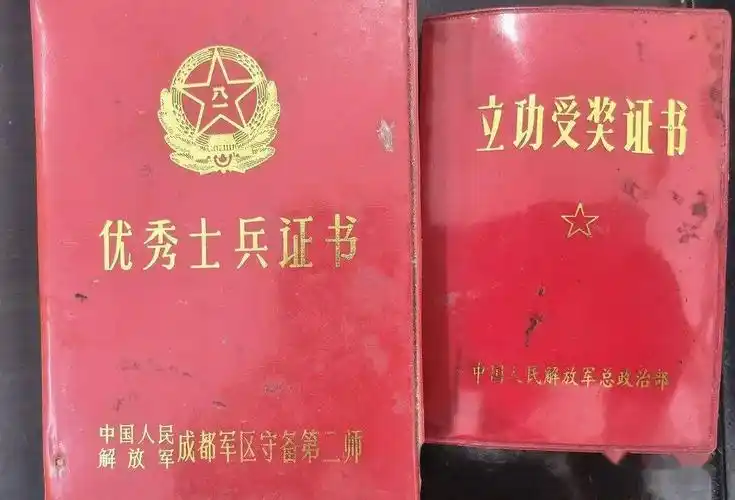 八一
优秀士兵证书
中国人民
解放军
成都军区守备第二师
立功受奖证书
中国人民解放军总政治部